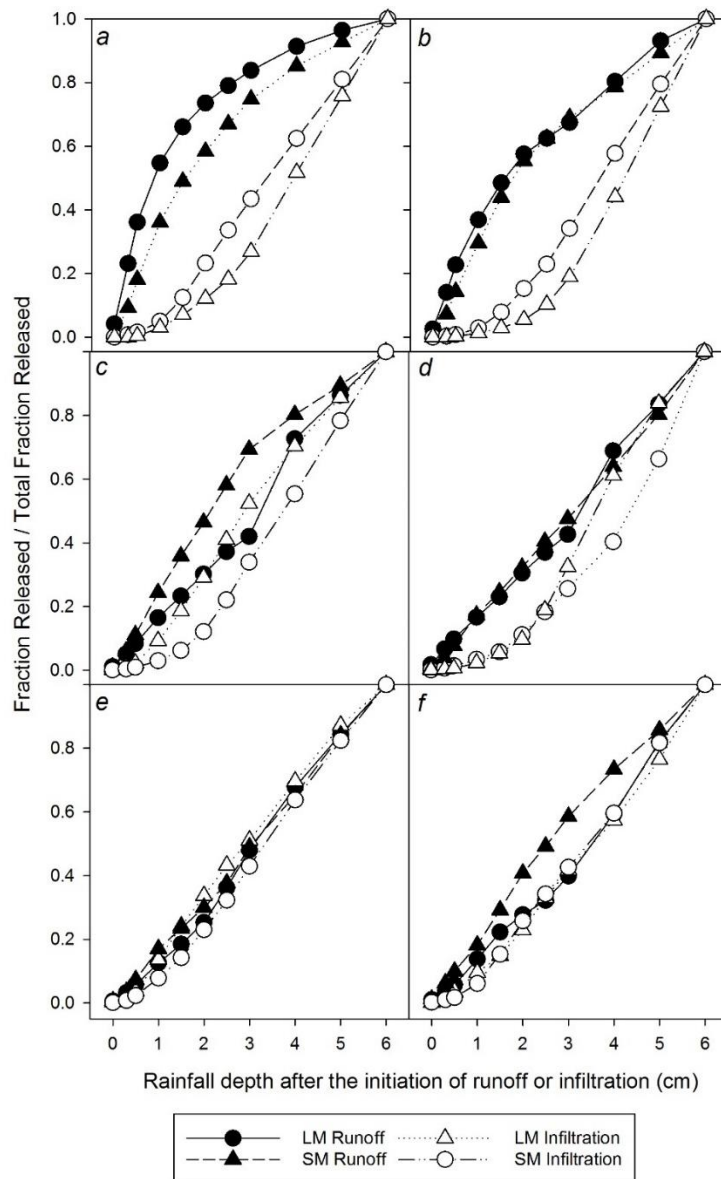 1.0
0.8
0.6
0.4
0.2
0.0
a
b
0.8
0.6
0.4
0.2
0.0
c
d
0.8
0.6
0.4
0.2
0.0
e
f
Fraction Released / Total Fraction Released
0 1 2 3 4 5 6 0 1 2 3 4 5 6
Rainfall depth after the initiation of runoff or infiltration (cm)
LM Runoff LM Infiltration
SM Runoff SM Infiltration